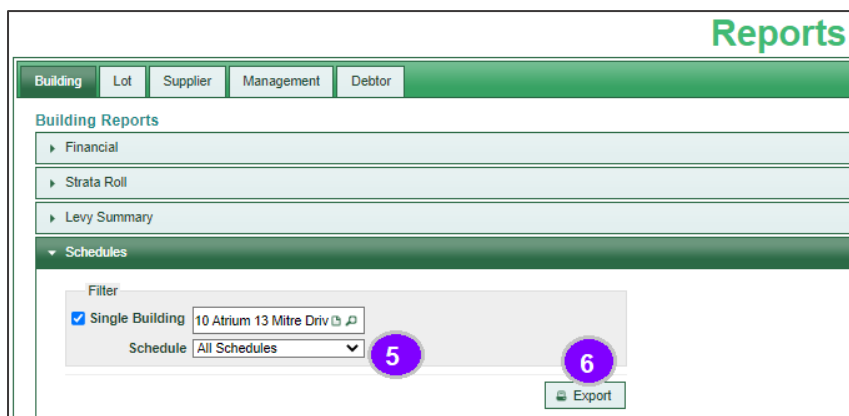 Reports
Building Lot Supplier Management Debtor
Building Reports
Financial
Strata Roll
Levy Summary
Schedules
Filter
Single Building 10 Atrium 13 Mitre Driv
Schedule All Schedules 5
6
Export